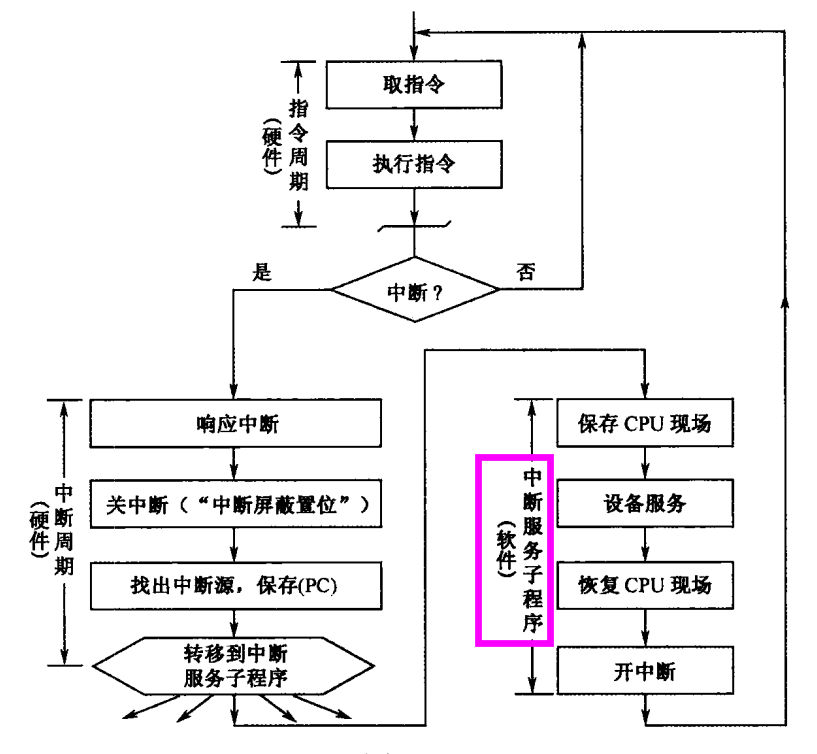 取指令
指令周期
(硬件)
执行指令
是
否
中断?
响应中断
关中断(“中断屏蔽置位”)
找出中断源,保存(PC)
转移到中断
服务子程序
中断周期
(硬件)
保存 CPU 现场
设备服务
恢复 CPU 现场
开中断
中断服务子程序
(软件)